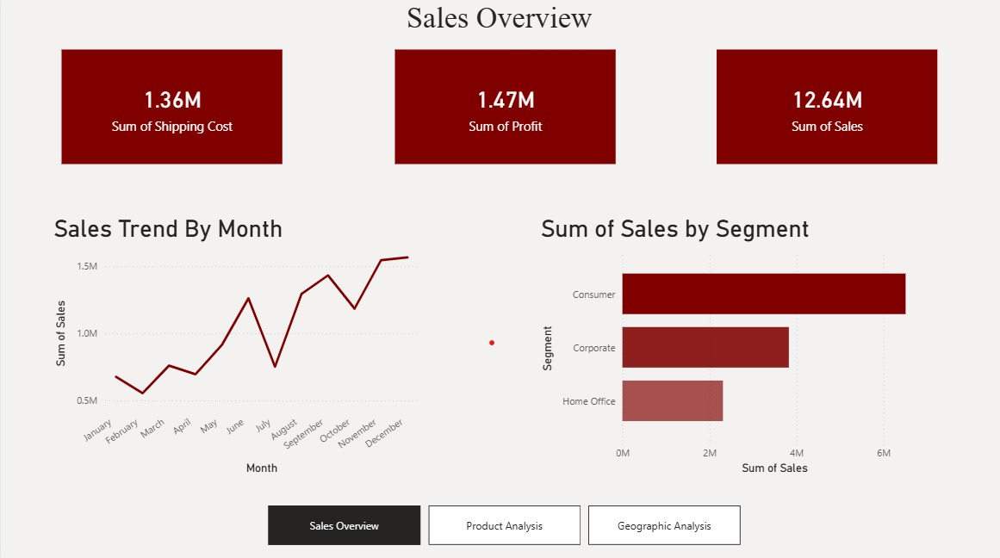 Sales Overview
1.36M
Sum of Shipping Cost
1.47M
Sum of Profit
12.64M
Sum of Sales
Sales Trend By Month
1.5M
1.0M
0.5M
Sum of Sales
January
February
March
April
May
June
July
August
September
October
November
December
Month
Sum of Sales by Segment
Segment
Consumer
Corporate
Home Office
0M
2M
4M
6M
Sum of Sales
Sales Overview
Product Analysis
Geographic Analysis